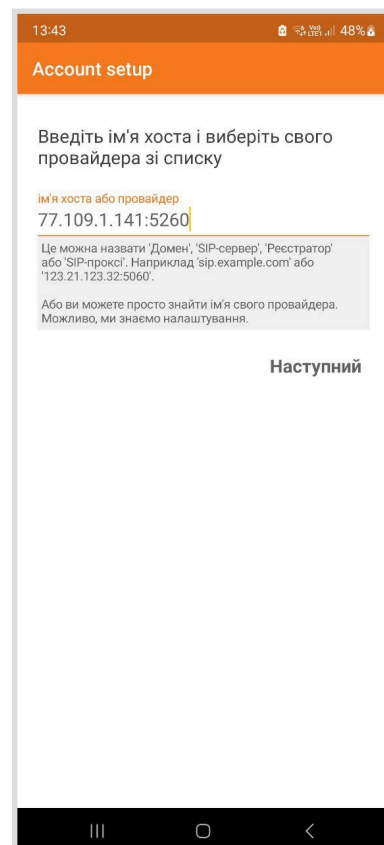 13:43
48%
Account setup
Введіть ім'я хоста і виберіть свого
провайдера зі списку
ім'я хоста або провайдер
77.109.1.141:5260
Це можна назвати 'Домен', 'SIP-сервер', 'Реєстратор'
або 'SIP-проксі'. Наприклад 'sip.example.com' або
'123.21.123.32:5060'.
Або ви можете просто знайти ім'я свого провайдера.
Можливо, ми знаємо налаштування.
Наступний